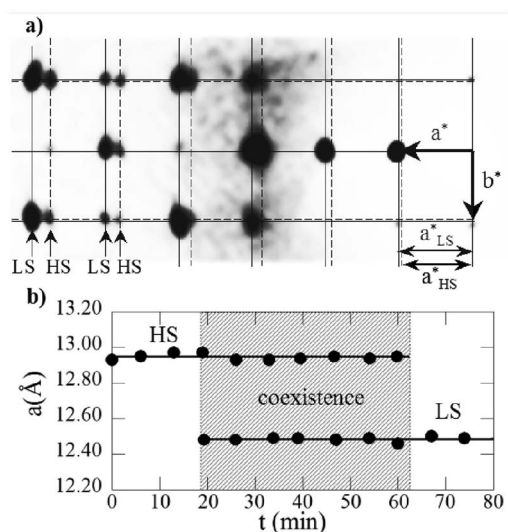 a)
a*
b*
a*LS
a*HS
LS HS LS HS
b)
13.20
13.00
12.80
12.60
12.40
12.20
a(Å)
HS
coexistence
LS
0 10 20 30 40 50 60 70 80
t (min)